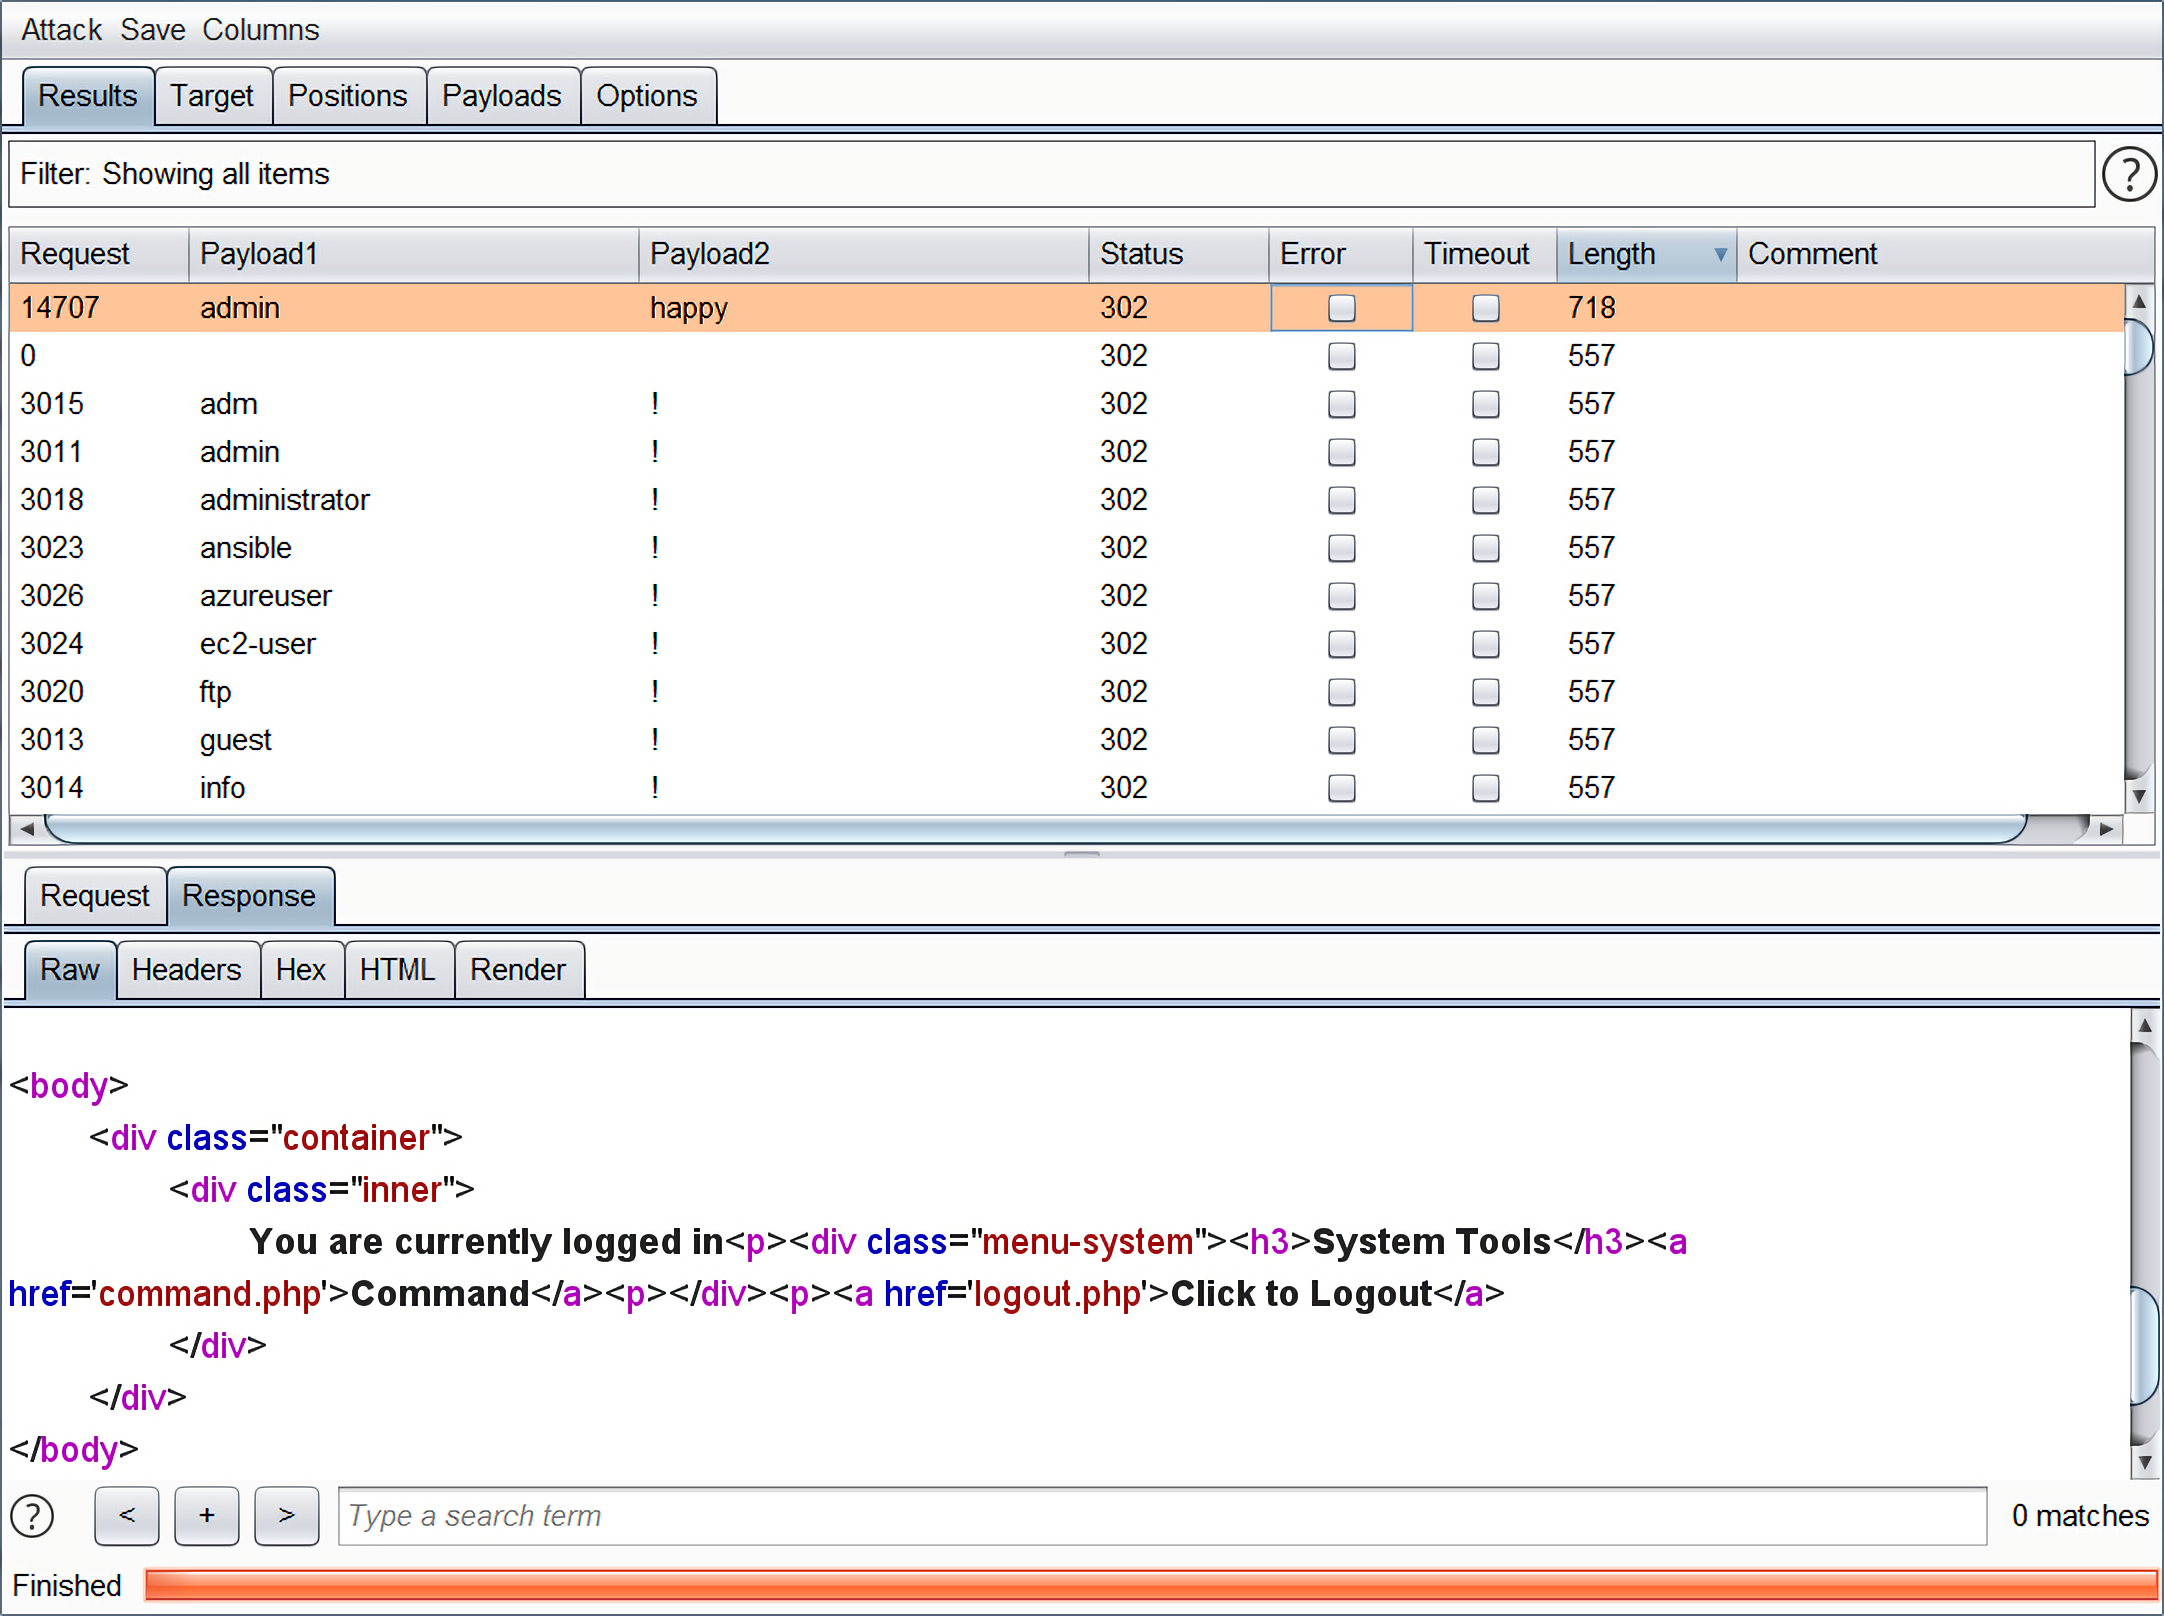 Attack Save Columns
Results Target Positions Payloads Options
Filter: Showing all items ?
Request Payload1 Payload2 Status Error Timeout Length Comment
14707 admin happy 302 718
0 302 557
3015 adm ! 302 557
3011 admin ! 302 557
3018 administrator ! 302 557
3023 ansible ! 302 557
3026 azureuser ! 302 557
3024 ec2-user ! 302 557
3020 ftp ! 302 557
3013 guest ! 302 557
3014 info ! 302 557
Request Response
Raw Headers Hex HTML Render
<body>
<div class="container">
<div class="inner">
You are currently logged in<p><div class="menu-system"><h3>System Tools</h3><a
href='command.php'>Command</a><p></div><p><a href='logout.php'>Click to Logout</a>
</div>
</div>
</body>
? < + > Type a search term 0 matches
Finished